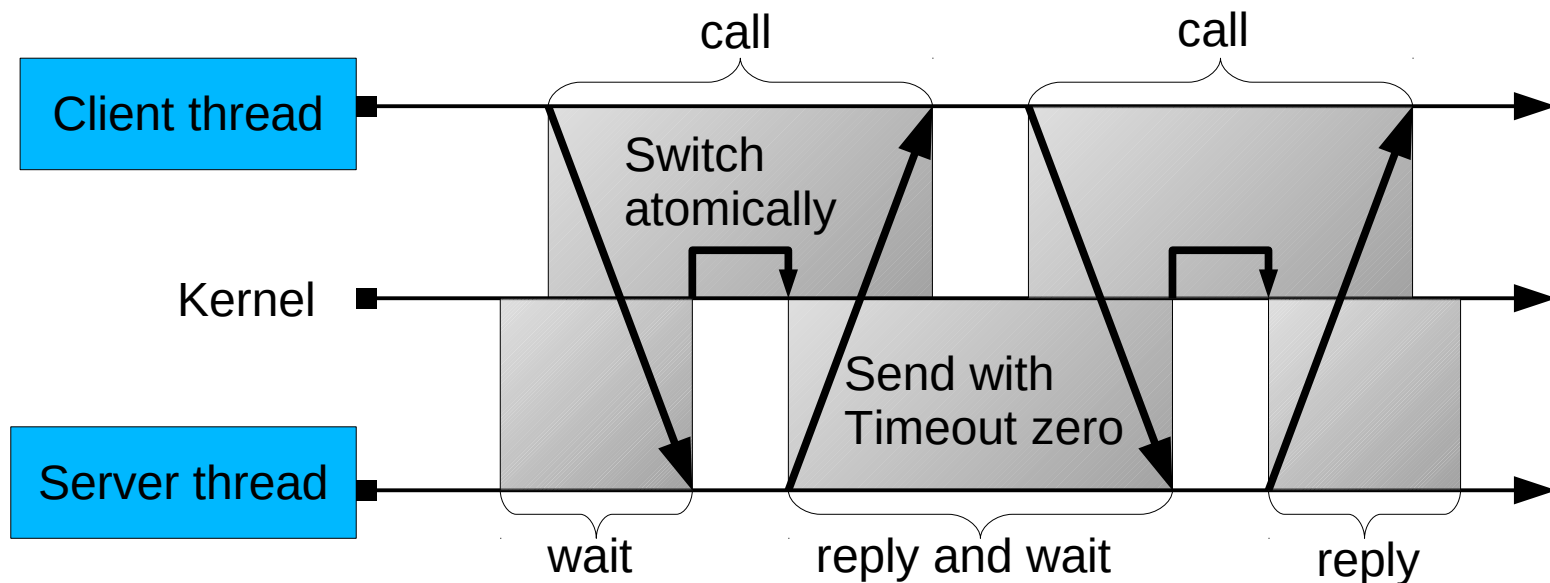 call
call
Client thread
Switch
atomically
Kernel
Send with
Timeout zero
Server thread
wait
reply and wait
reply